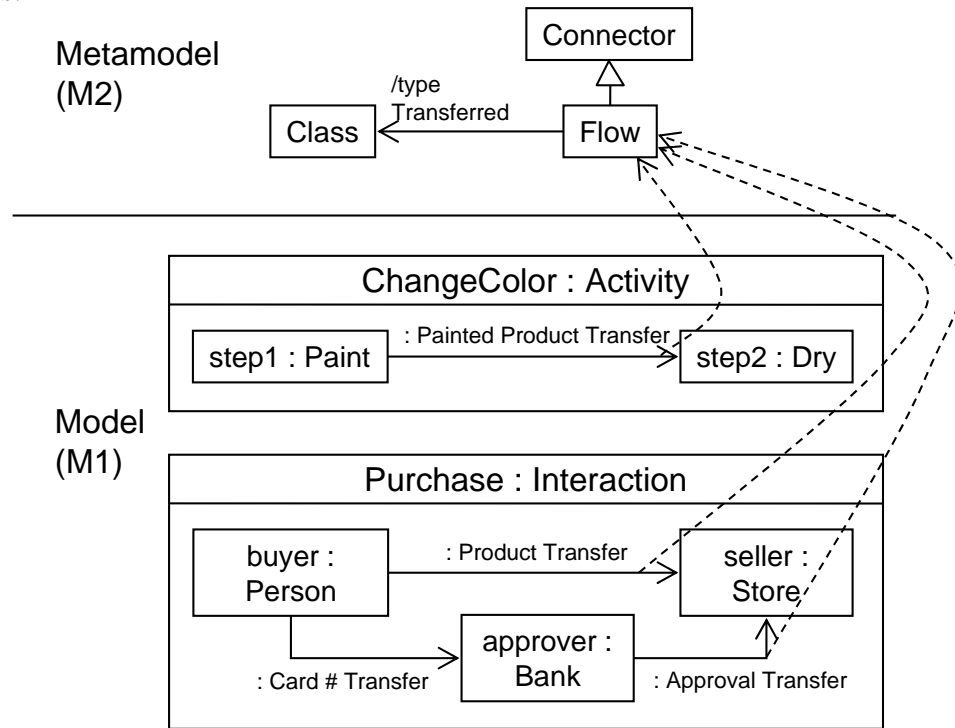 Connector
Metamodel
(M2)
/type
Transferred
Class
Flow
ChangeColor : Activity
: Painted Product Transfer
step1 : Paint
step2 : Dry
Model
(M1)
Purchase : Interaction
buyer :
Person
: Product Transfer
seller :
Store
approver :
Bank
: Card # Transfer
: Approval Transfer